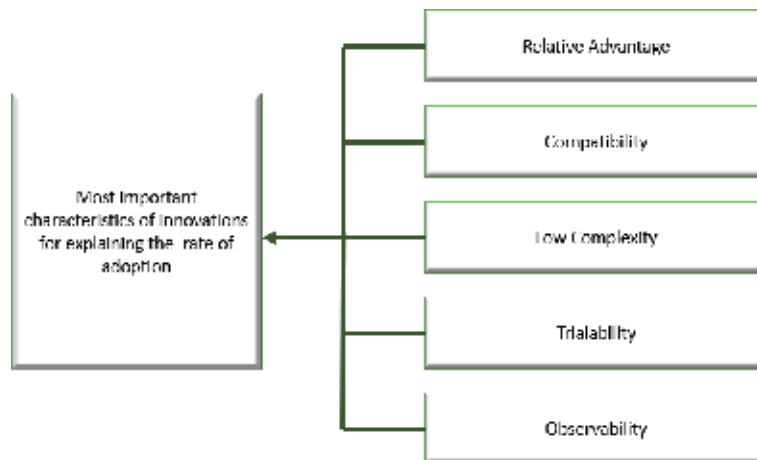 Most important
characteristics of innovations
for explaining the rate of
adoption
Relative Advantage
Compatibility
Low Complexity
Trialability
Observability